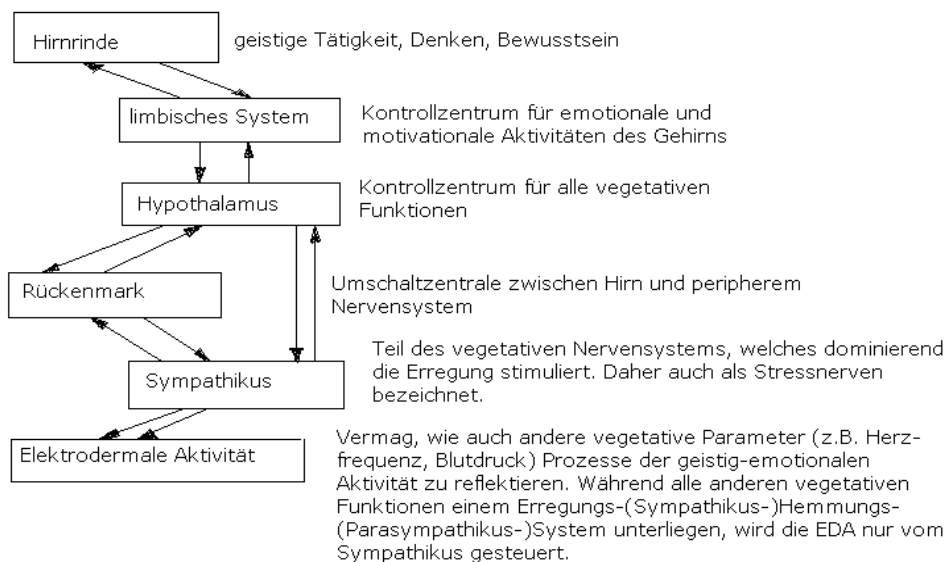 Hirnrinde
geistige Tätigkeit, Denken, Bewusstsein
limbisches System
Kontrollzentrum für emotionale und
motivationale Aktivitäten des Gehirns
Hypothalamus
Kontrollzentrum für alle vegetativen
Funktionen
Rückenmark
Umschaltzentrale zwischen Hirn und peripherem
Nervensystem
Sympathikus
Teil des vegetativen Nervensystems, welches dominierend
die Erregung stimuliert. Daher auch als Stressnerven
bezeichnet.
Elektrodermale Aktivität
Vermag, wie auch andere vegetative Parameter (z.B. Herz-
frequenz, Blutdruck) Prozesse der geistig-emotionalen
Aktivität zu reflektieren. Während alle anderen vegetativen
Funktionen einem Erregungs-(Sympathikus-)Hemmungs-
(Parasympathikus-)System unterliegen, wird die EDA nur vom
Sympathikus gesteuert.